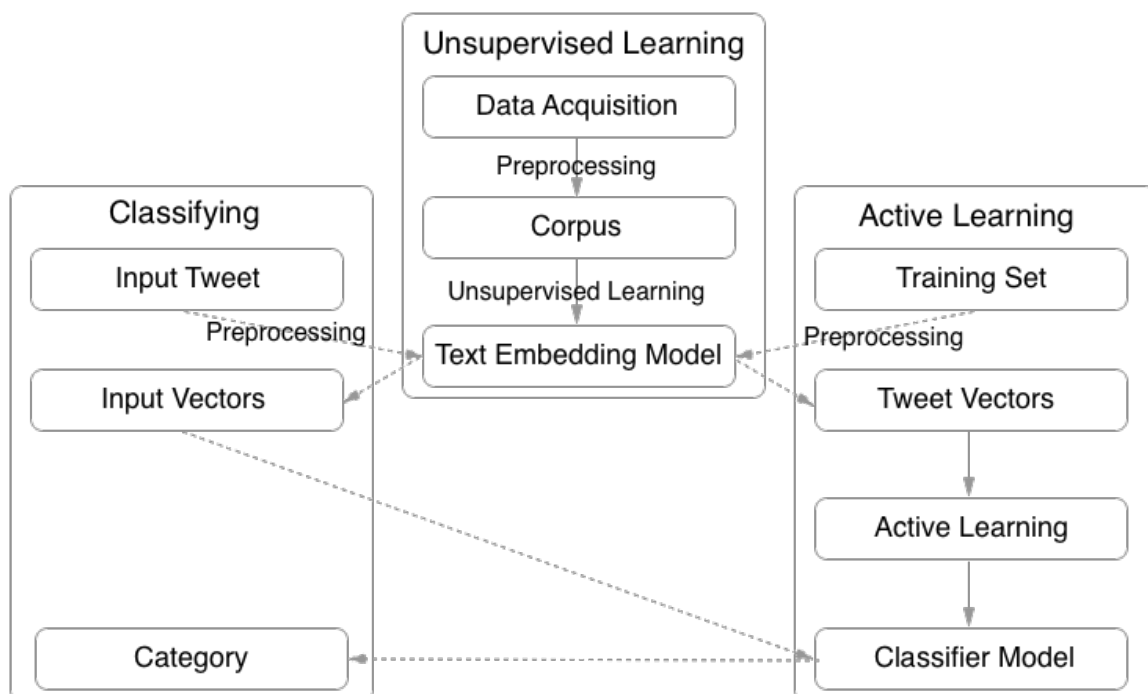 Unsupervised Learning
Data Acquisition
Preprocessing
Corpus
Unsupervised Learning
Text Embedding Model
Classifying
Input Tweet
Preprocessing
Input Vectors
Category
Active Learning
Training Set
Preprocessing
Tweet Vectors
Active Learning
Classifier Model